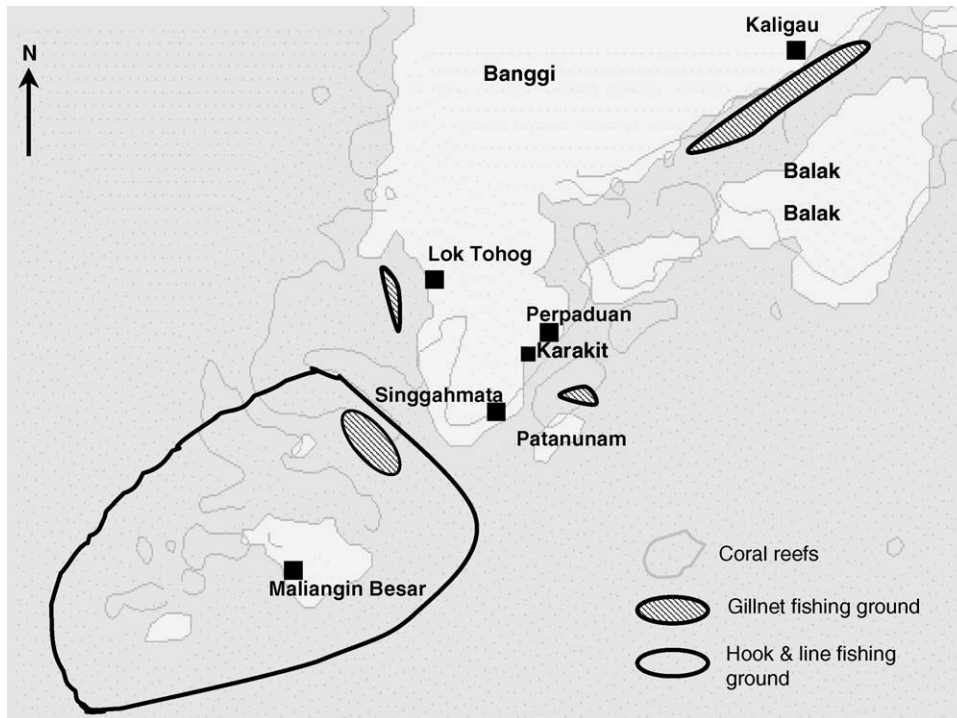 N
Kaligau
Banggi
Balak
Balak
Lok Tohog
Perpaduan
Karakit
Singgahmata
Patanunam
Maliangin Besar
Coral reefs
Gillnet fishing ground
Hook & line fishing
ground